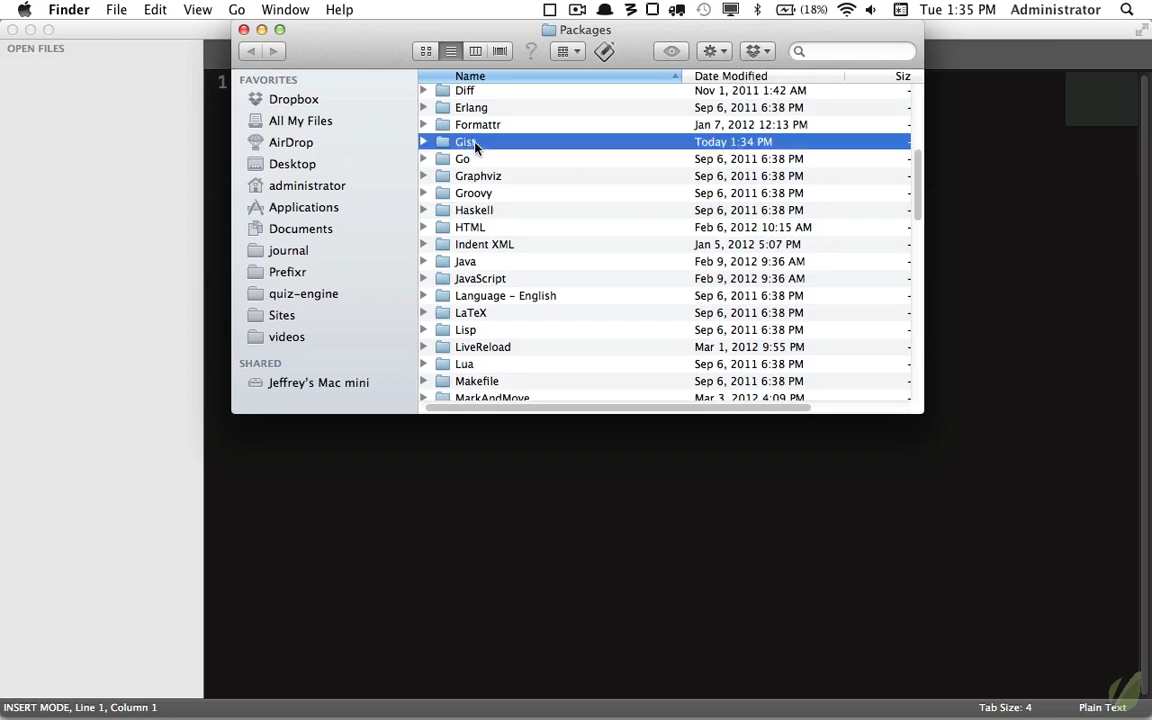 Finder File Edit View Go Window Help (18%) Tue 1:35 PM Administrator
Packages
OPEN FILES
1
FAVORITES
Dropbox
All My Files
AirDrop
Desktop
administrator
Applications
Documents
journal
Prefixr
quiz-engine
Sites
videos
SHARED
Jeffrey's Mac mini
Name Date Modified Siz
Diff Nov 1, 2011 1:42 AM -
Erlang Sep 6, 2011 6:38 PM -
Formattr Jan 7, 2012 12:13 PM -
Gist Today 1:34 PM -
Go Sep 6, 2011 6:38 PM -
Graphviz Sep 6, 2011 6:38 PM -
Groovy Sep 6, 2011 6:38 PM -
Haskell Sep 6, 2011 6:38 PM -
HTML Feb 6, 2012 10:15 AM -
Indent XML Jan 5, 2012 5:07 PM -
Java Feb 9, 2012 9:36 AM -
JavaScript Feb 9, 2012 9:36 AM -
Language - English Sep 6, 2011 6:38 PM -
LaTeX Sep 6, 2011 6:38 PM -
Lisp Sep 6, 2011 6:38 PM -
LiveReload Mar 1, 2012 9:55 PM -
Lua Sep 6, 2011 6:38 PM -
Makefile Sep 6, 2011 6:38 PM -
MarkAndMove Mar 3, 2012 4:09 PM -
INSERT MODE, Line 1, Column 1 Tab Size: 4 Plain Text